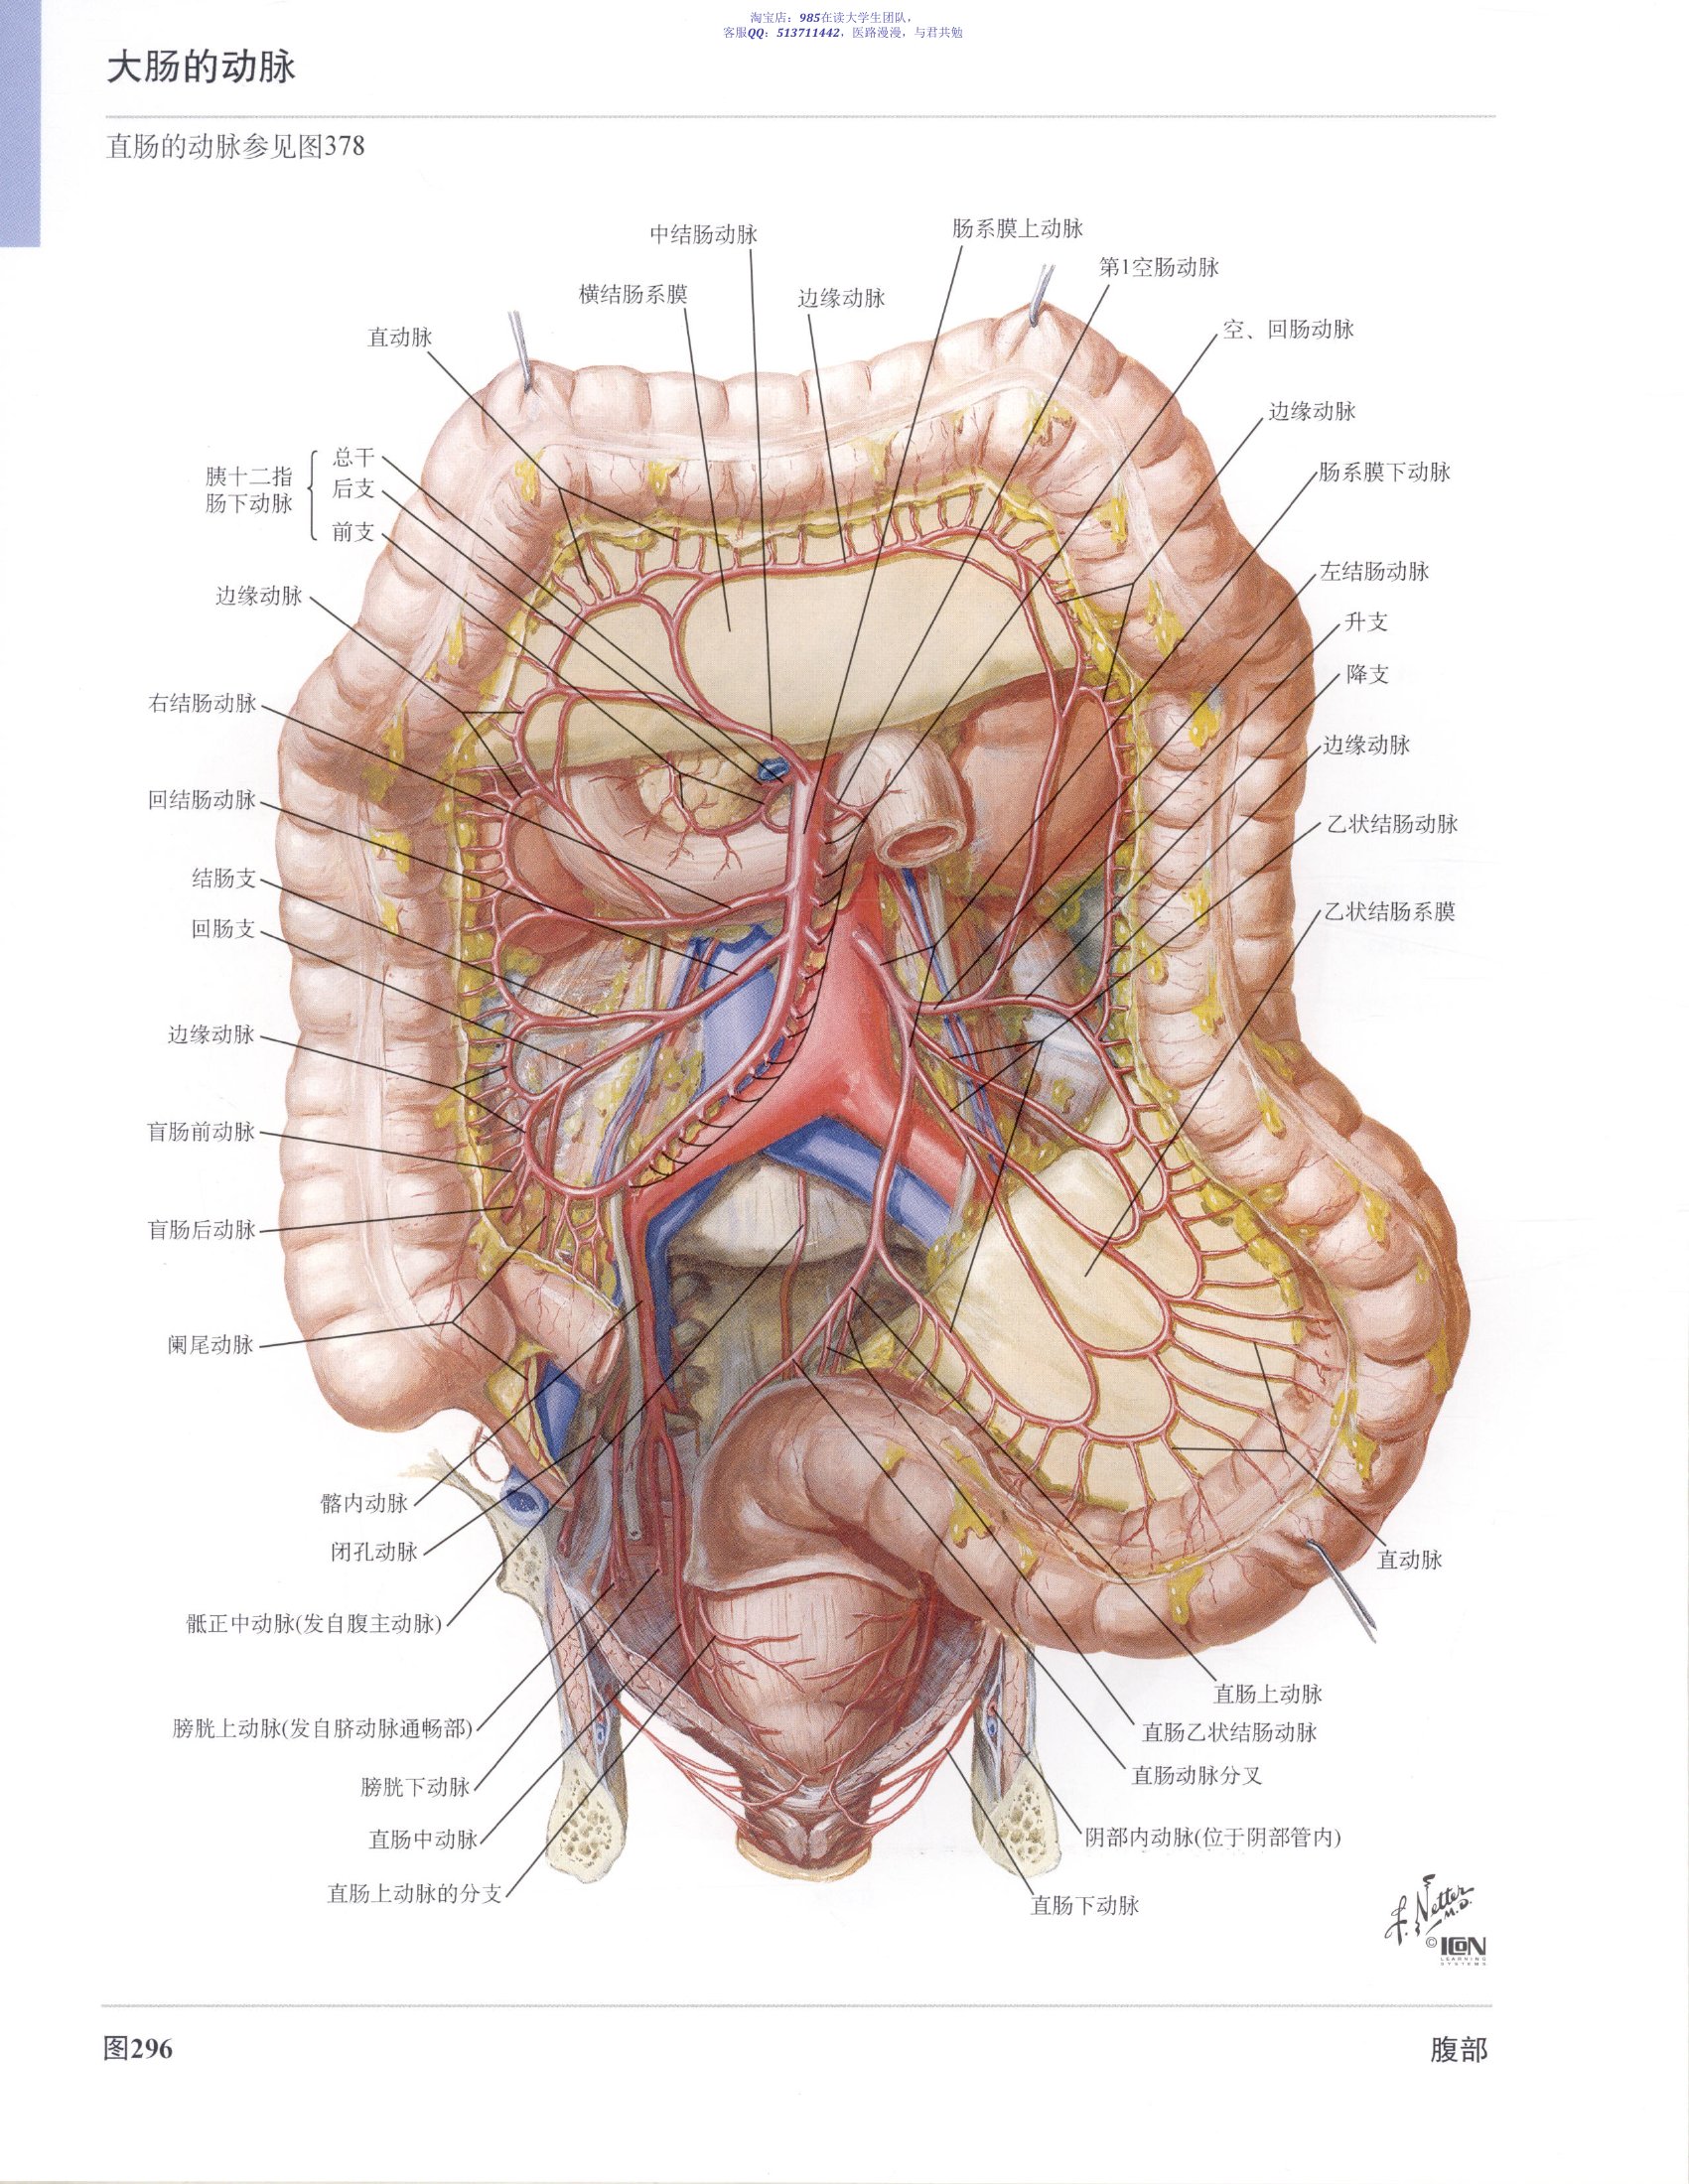 淘宝店：985在读大学生团队，
客服QQ：513711442，医路漫漫，与君共勉
大肠的动脉
直肠的动脉参见图378
中结肠动脉
肠系膜上动脉
第1空肠动脉
横结肠系膜
边缘动脉
直动脉
空、回肠动脉
边缘动脉
胰十二指
肠下动脉
总干
后支
前支
肠系膜下动脉
边缘动脉
左结肠动脉
升支
降支
右结肠动脉
边缘动脉
回结肠动脉
乙状结肠动脉
结肠支
乙状结肠系膜
回肠支
边缘动脉
盲肠前动脉
盲肠后动脉
阑尾动脉
髂内动脉
闭孔动脉
直动脉
骶正中动脉(发自腹主动脉)
直肠上动脉
膀胱上动脉(发自脐动脉通畅部)
直肠乙状结肠动脉
膀胱下动脉
直肠动脉分叉
直肠中动脉
阴部内动脉(位于阴部管内)
直肠上动脉的分支
直肠下动脉
F. Netter
M.D.
© ICON
LEARNING
SYSTEMS
图296
腹部